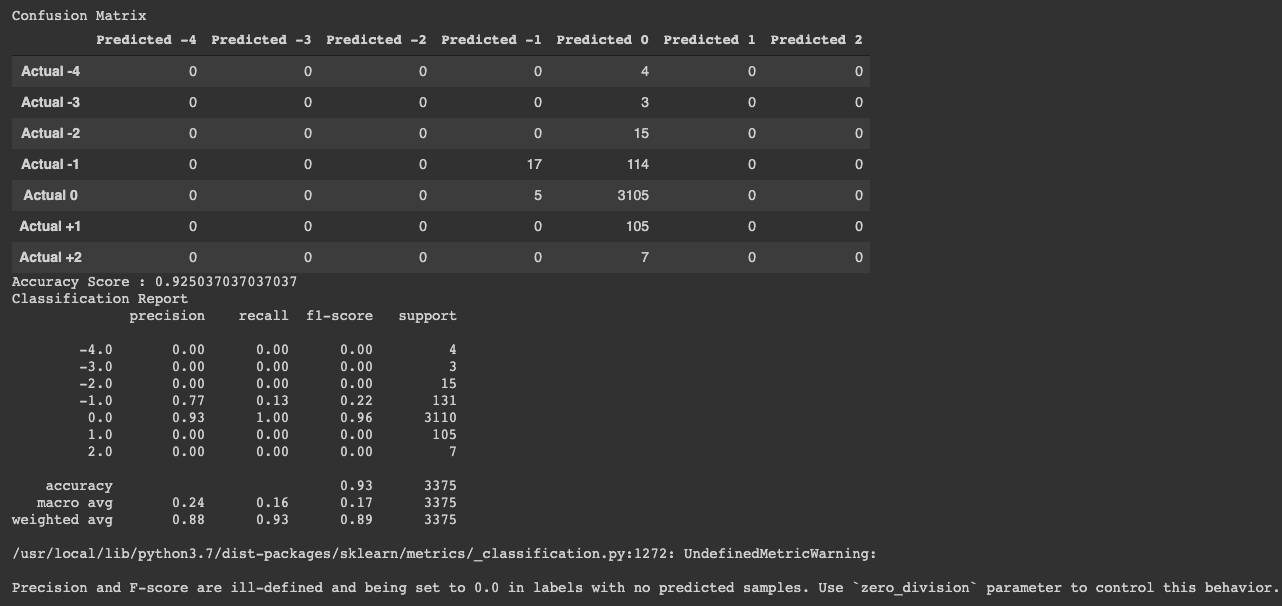 Confusion Matrix
Predicted -4 Predicted -3 Predicted -2 Predicted -1 Predicted 0 Predicted 1 Predicted 2
Actual -4 0 0 0 0 4 0 0
Actual -3 0 0 0 0 3 0 0
Actual -2 0 0 0 0 15 0 0
Actual -1 0 0 0 17 114 0 0
Actual 0 0 0 0 5 3105 0 0
Actual +1 0 0 0 0 105 0 0
Actual +2 0 0 0 0 7 0 0
Accuracy Score : 0.925037037037037
Classification Report
precision recall f1-score support
-4.0 0.00 0.00 0.00 4
-3.0 0.00 0.00 0.00 3
-2.0 0.00 0.00 0.00 15
-1.0 0.77 0.13 0.22 131
0.0 0.93 1.00 0.96 3110
1.0 0.00 0.00 0.00 105
2.0 0.00 0.00 0.00 7
accuracy 0.93 3375
macro avg 0.24 0.16 0.17 3375
weighted avg 0.88 0.93 0.89 3375
/usr/local/lib/python3.7/dist-packages/sklearn/metrics/_classification.py:1272: UndefinedMetricWarning:
Precision and F-score are ill-defined and being set to 0.0 in labels with no predicted samples. Use `zero_division` parameter to control this behavior.